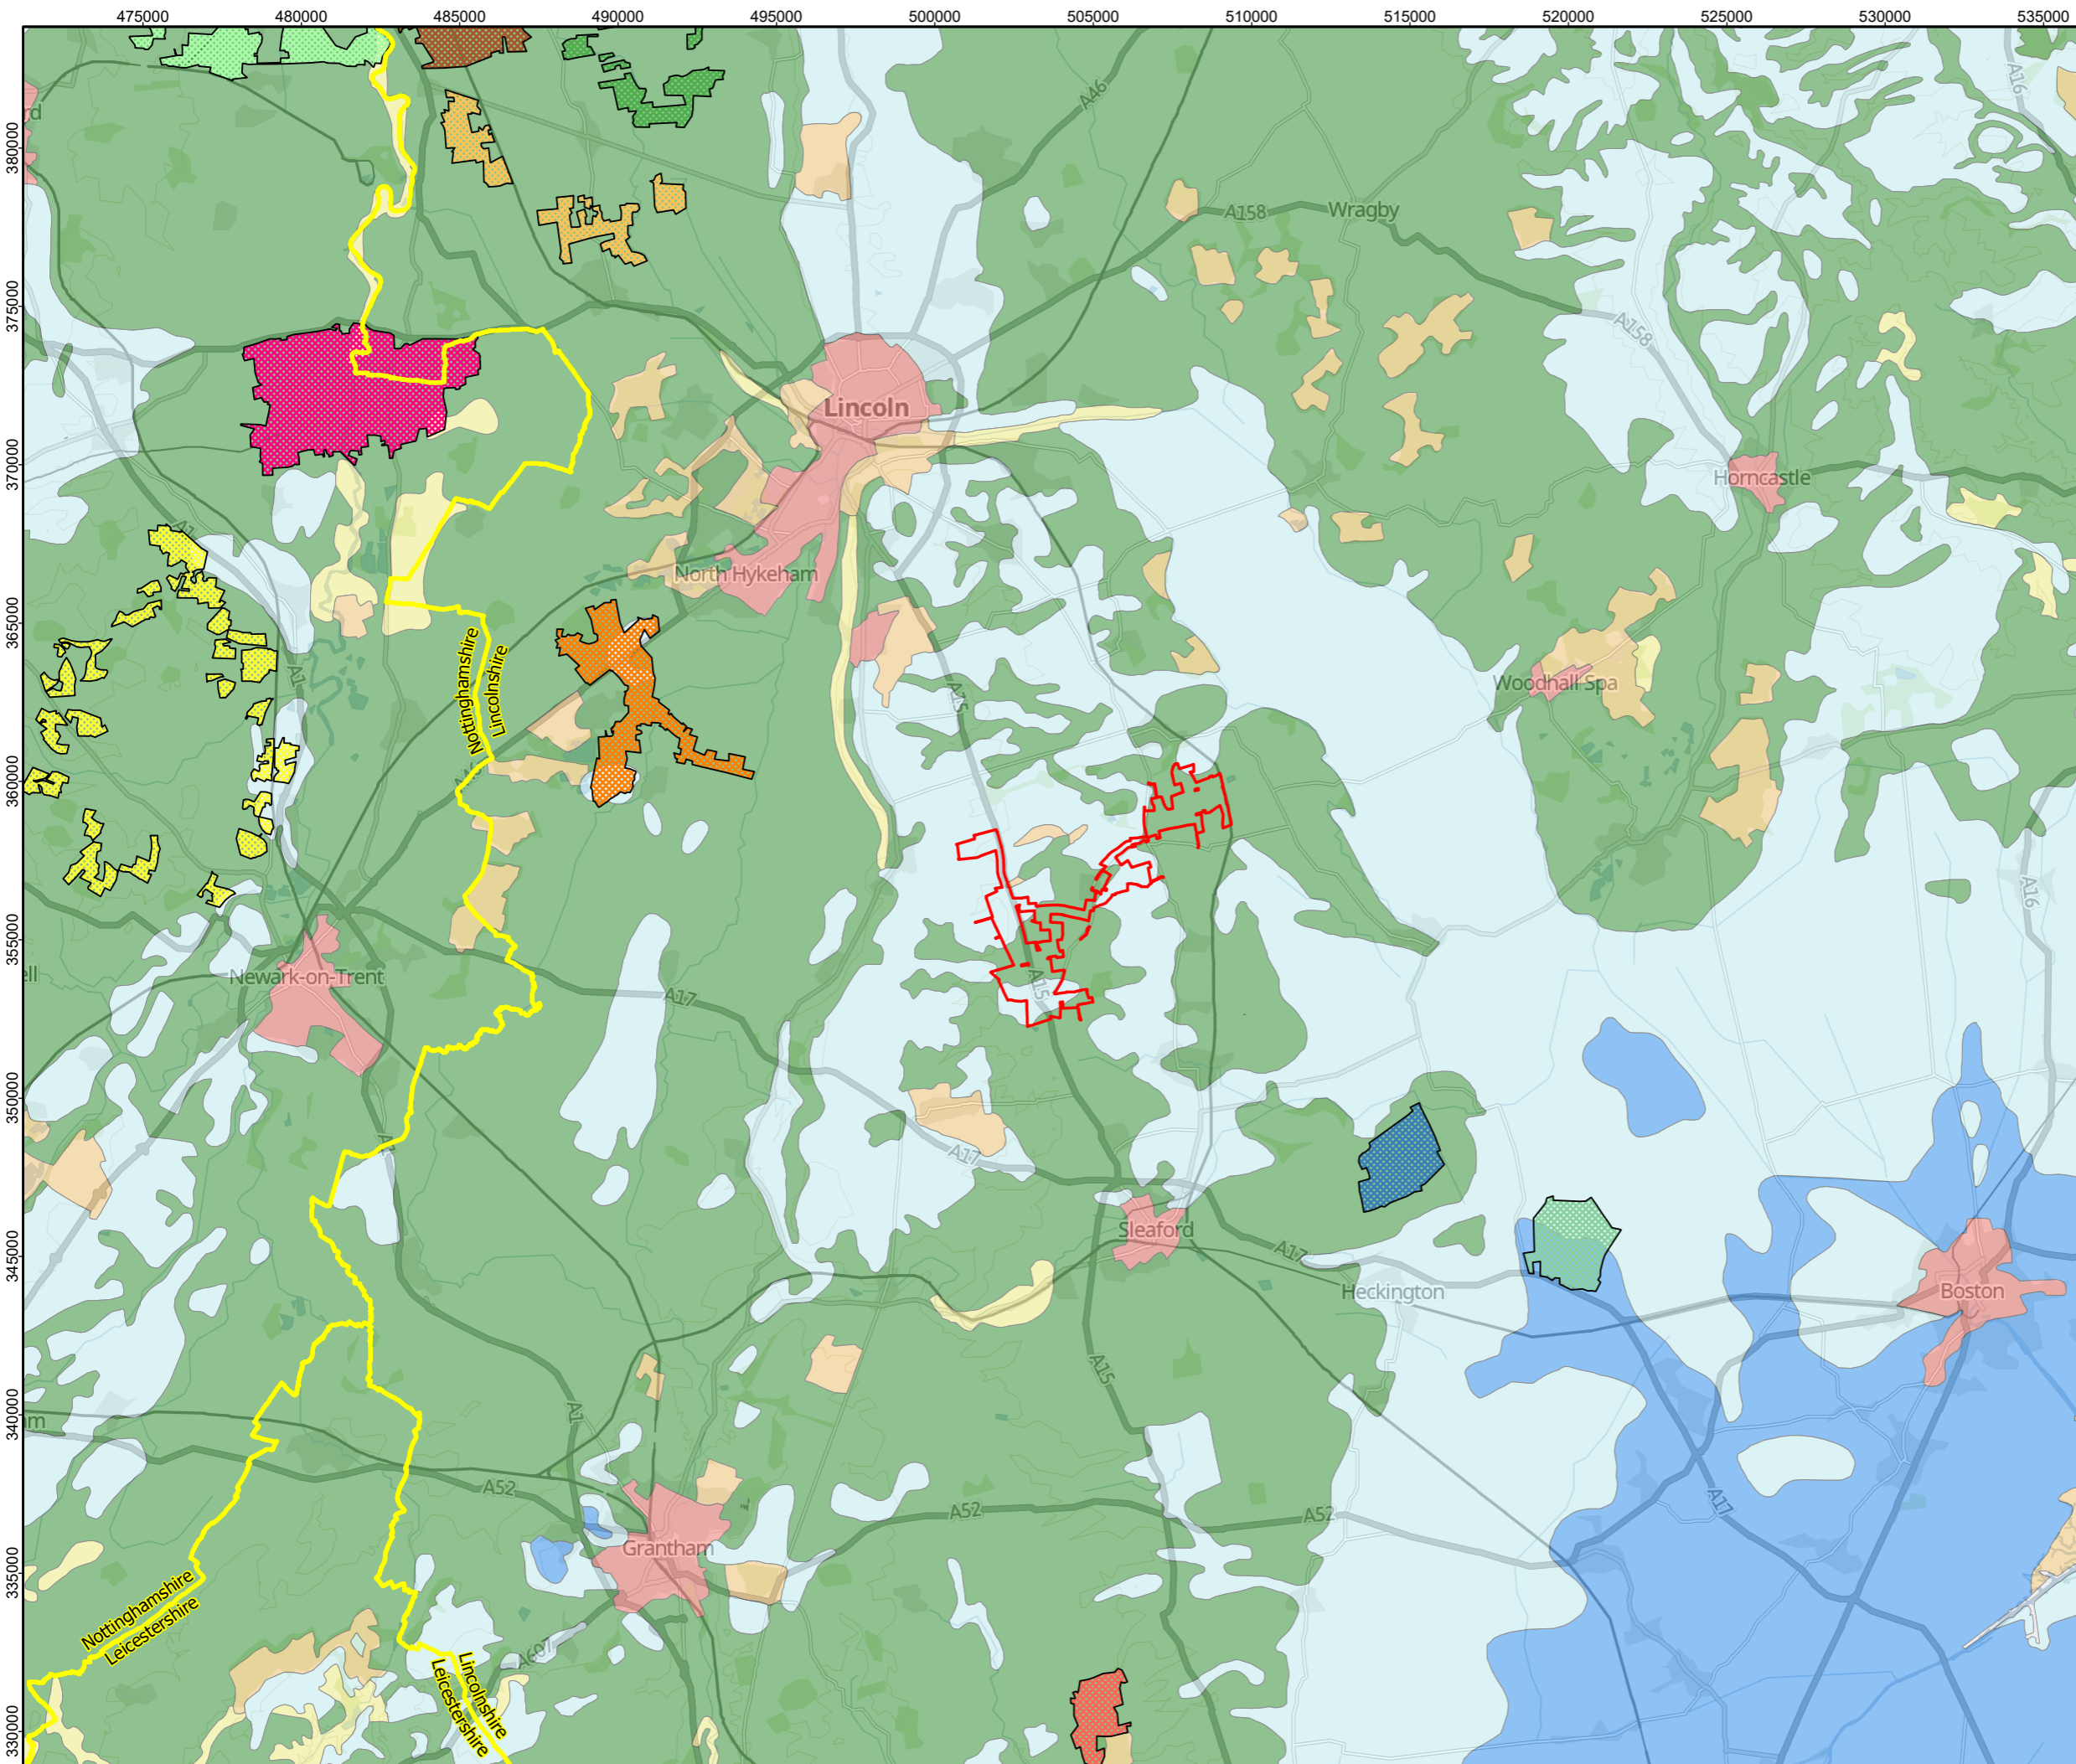 475000 480000 485000 490000 495000 500000 505000 510000 515000 520000 525000 530000 535000
380000
375000
370000
365000
360000
355000
350000
345000
340000
335000
330000
A46
A16
A158
Wragby
A158
Lincoln
Horncastle
A1
North Hykeham
Nottinghamshire
Lincolnshire
A1
A15
Woodhall Spa
A16
Newark-on-Trent
ell
A17
A15
A1
A17
Sleaford
A17
Heckington
Boston
A15
A1
A52
A52
A52
A17
Grantham
Nottinghamshire
Leicestershire
A607
Lincolnshire
Leicestershire